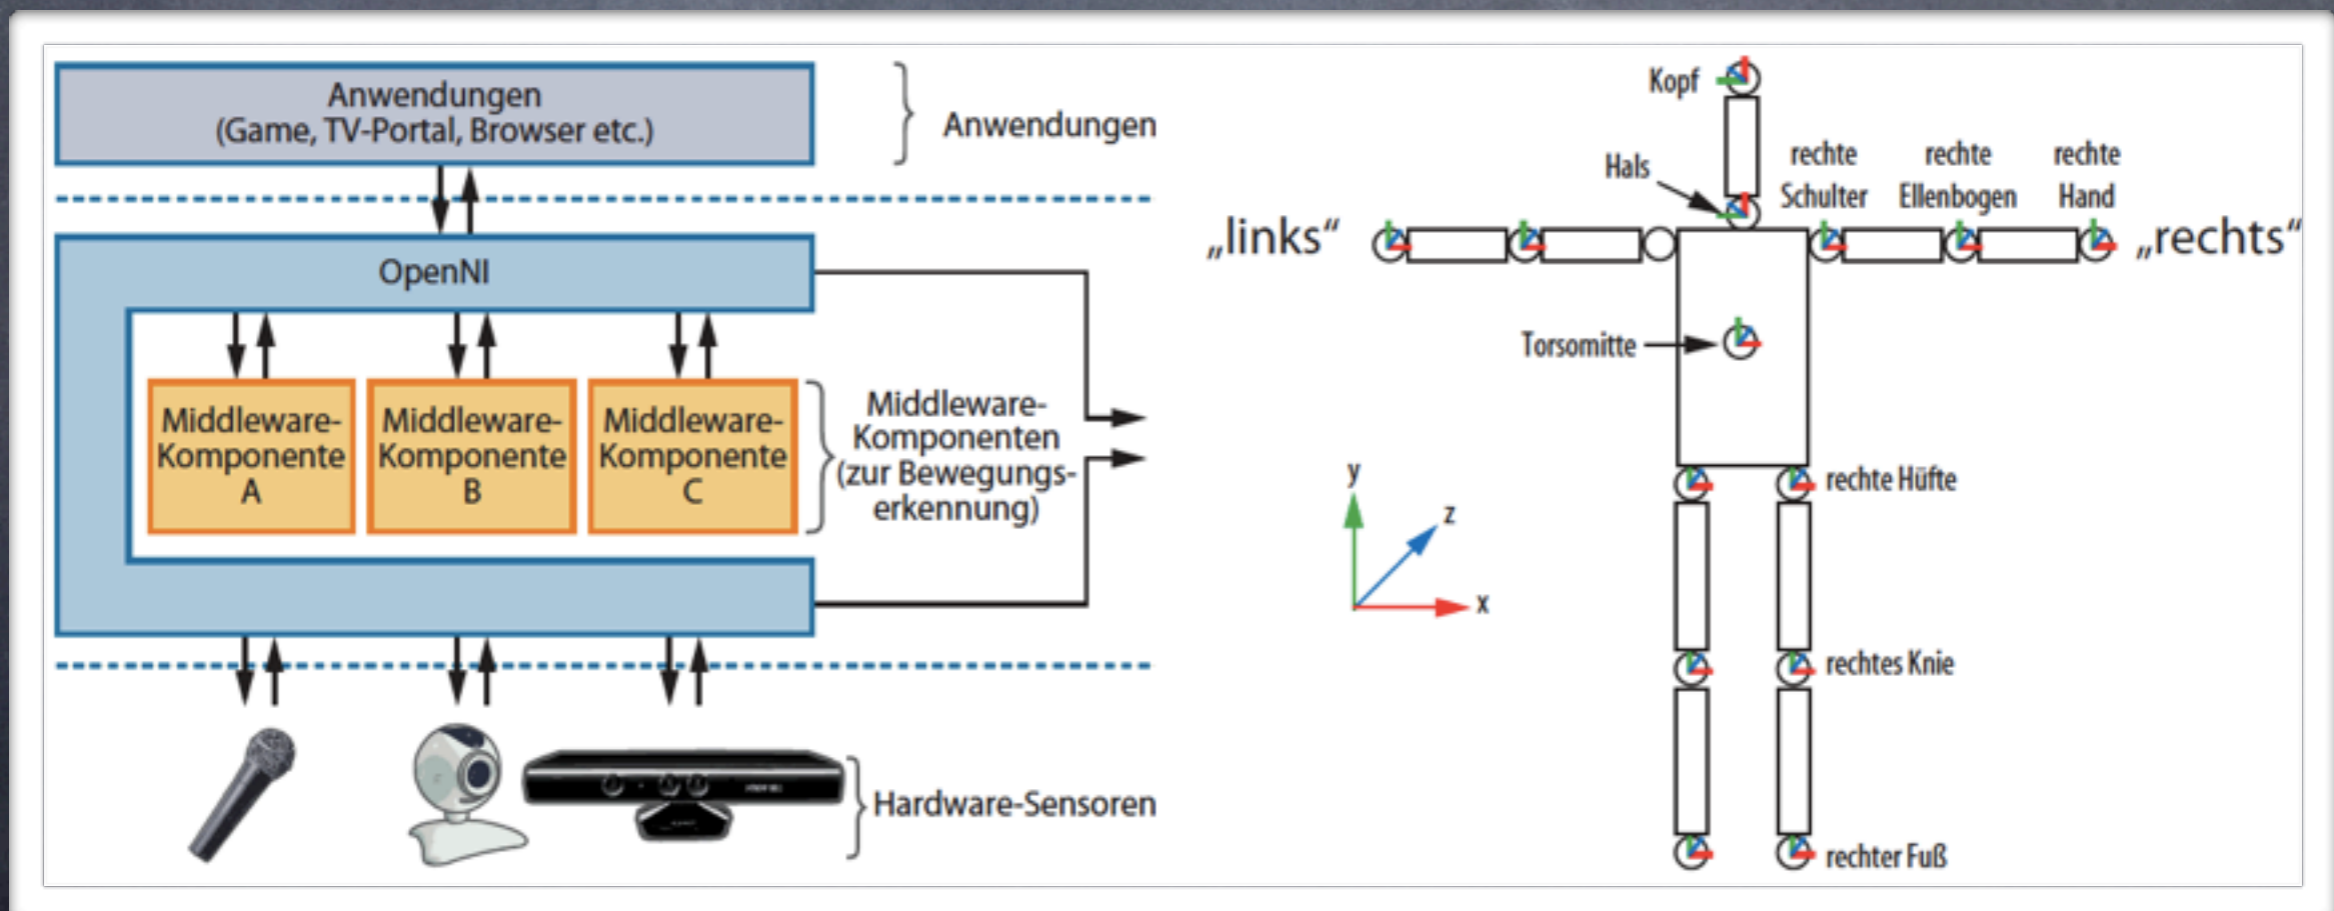 Anwendungen
(Game, TV-Portal, Browser etc.)
Anwendungen
OpenNI
Middleware-
Komponente
A
Middleware-
Komponente
B
Middleware-
Komponente
C
Middleware-
Komponenten
(zur Bewegungs-
erkennung)
Hardware-Sensoren
Kopf
Hals
rechte
Schulter
rechte
Ellenbogen
rechte
Hand
„links“
„rechts“
Torsomitte
y
z
x
rechte Hüfte
rechtes Knie
rechter Fuß